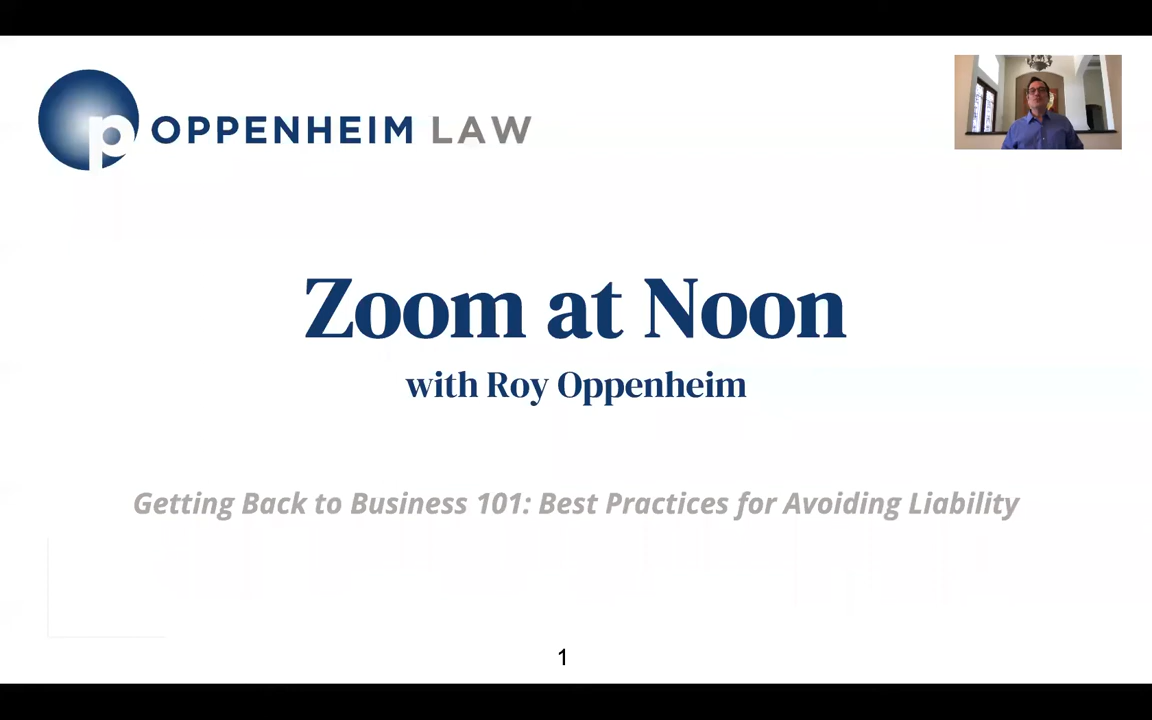 p OPPENHEIM LAW
Zoom at Noon
with Roy Oppenheim
Getting Back to Business 101: Best Practices for Avoiding Liability
1